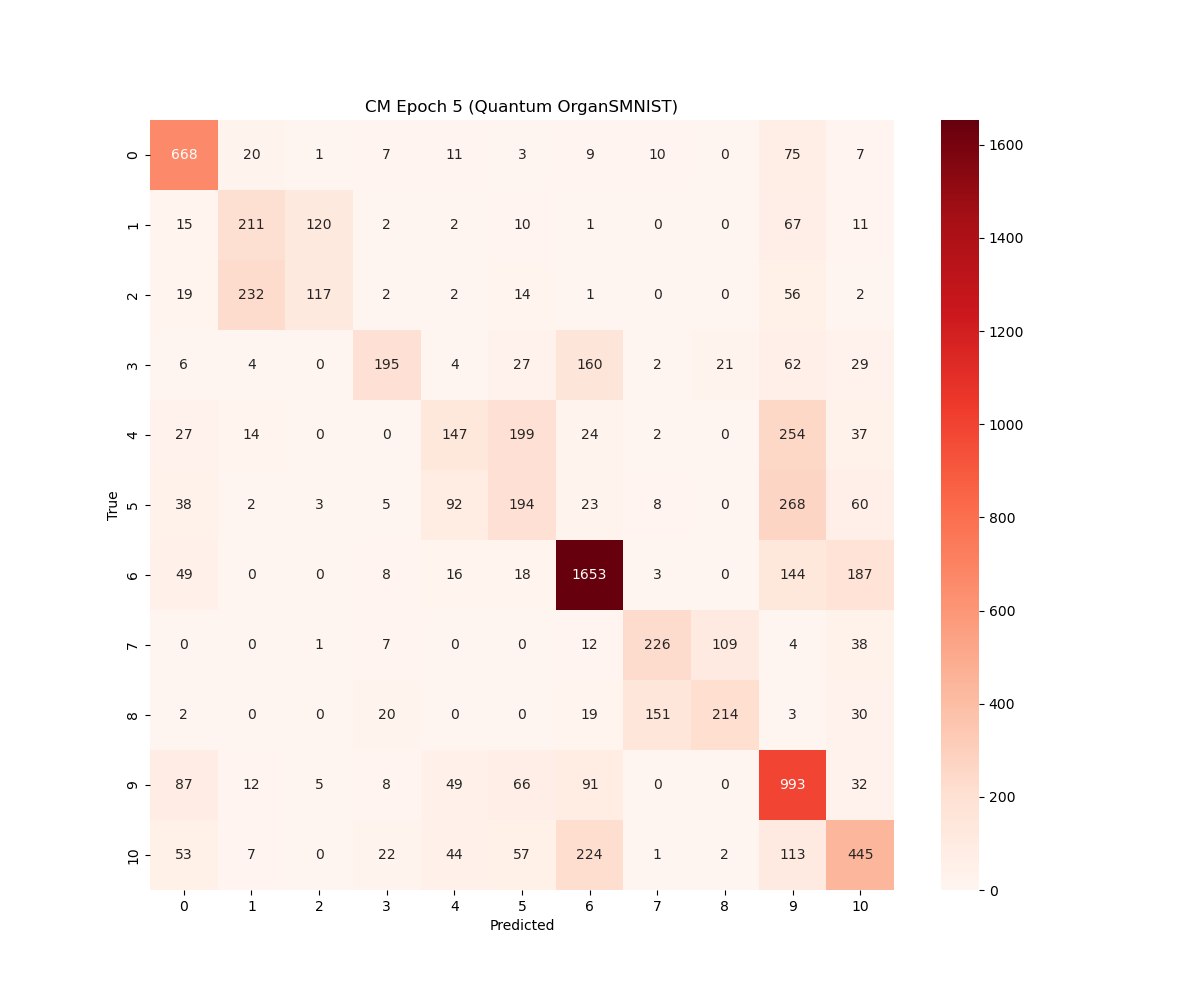 CM Epoch 5 (Quantum OrganSMNIST)
0 668 20 1 7 11 3 9 10 0 75 7
1 15 211 120 2 2 10 1 0 0 67 11
2 19 232 117 2 2 14 1 0 0 56 2
3 6 4 0 195 4 27 160 2 21 62 29
4 27 14 0 0 147 199 24 2 0 254 37
5 38 2 3 5 92 194 23 8 0 268 60
6 49 0 0 8 16 18 1653 3 0 144 187
7 0 0 1 7 0 0 12 226 109 4 38
8 2 0 0 20 0 0 19 151 214 3 30
9 87 12 5 8 49 66 91 0 0 993 32
10 53 7 0 22 44 57 224 1 2 113 445
0 1 2 3 4 5 6 7 8 9 10
Predicted
True
1600
1400
1200
1000
800
600
400
200
0